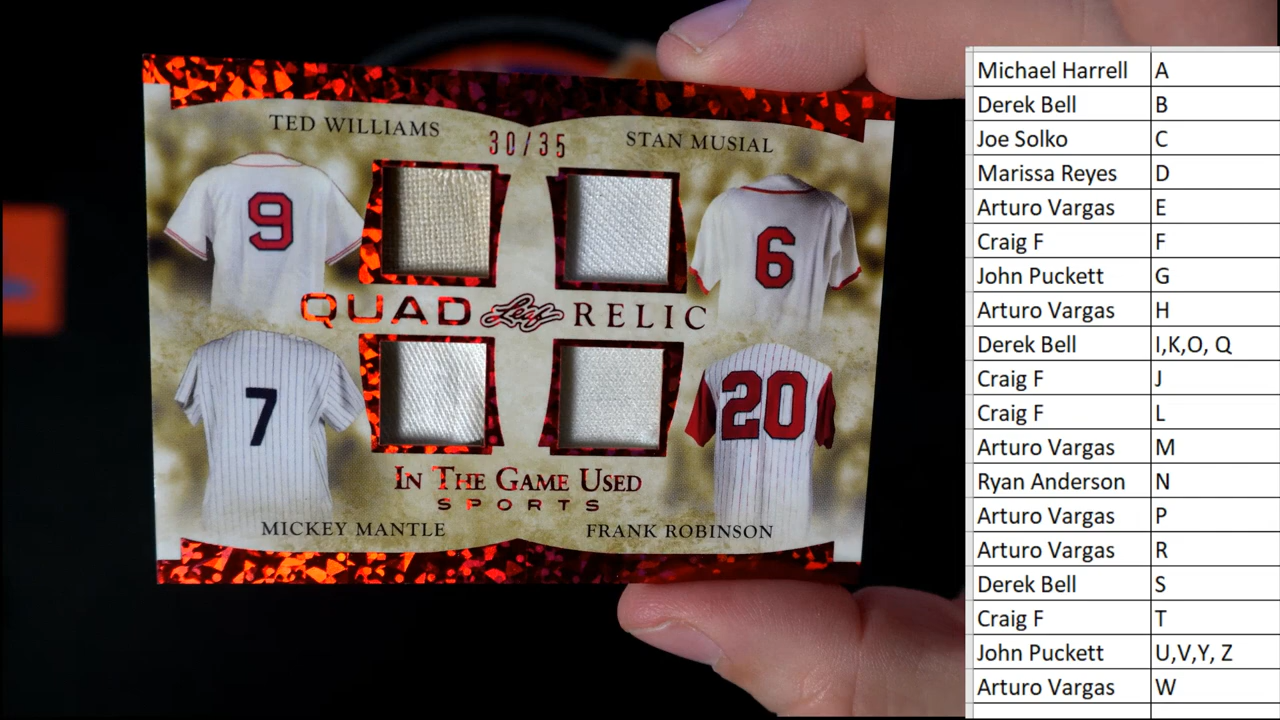 TED WILLIAMS
30/35
STAN MUSIAL
9
6
QUAD Leaf RELIC
7
20
IN THE GAME USED
SPORTS
MICKEY MANTLE
FRANK ROBINSON
Michael Harrell A
Derek Bell B
Joe Solko C
Marissa Reyes D
Arturo Vargas E
Craig F F
John Puckett G
Arturo Vargas H
Derek Bell I,K,O, Q
Craig F J
Craig F L
Arturo Vargas M
Ryan Anderson N
Arturo Vargas P
Arturo Vargas R
Derek Bell S
Craig F T
John Puckett U,V,Y, Z
Arturo Vargas W